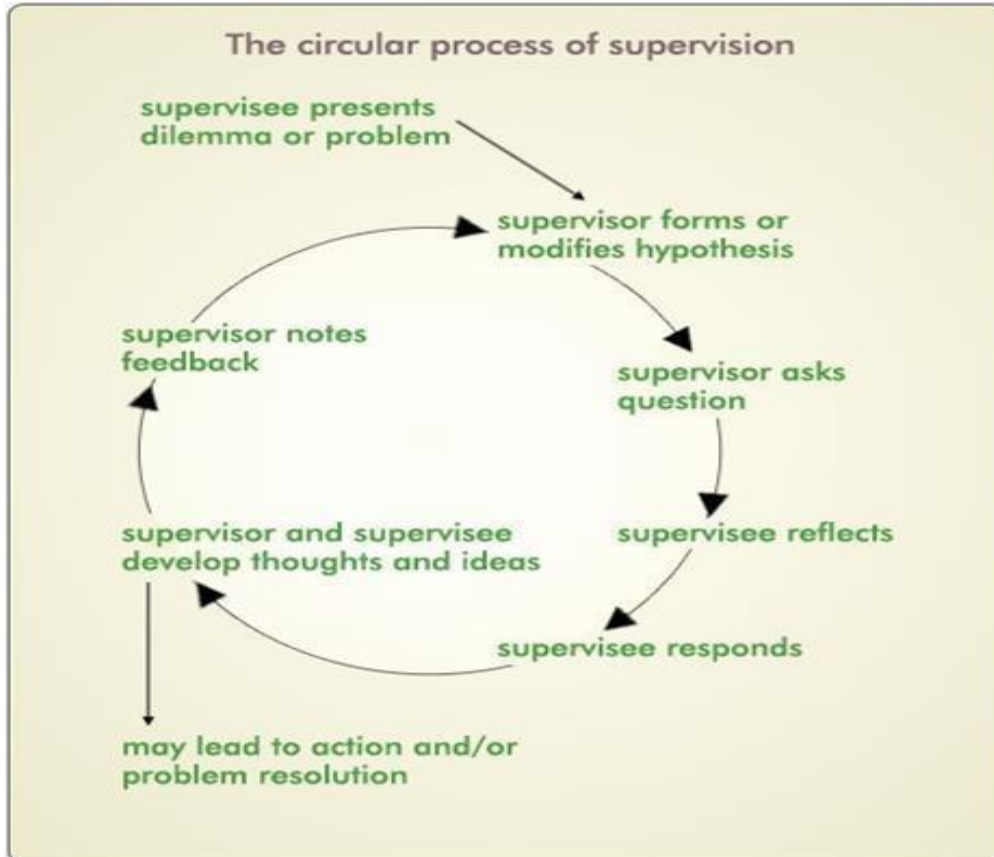 The circular process of supervision
supervisee presents
dilemma or problem
supervisor forms or
modifies hypothesis
supervisor asks
question
supervisee reflects
supervisee responds
supervisor and supervisee
develop thoughts and ideas
supervisor notes
feedback
may lead to action and/or
problem resolution